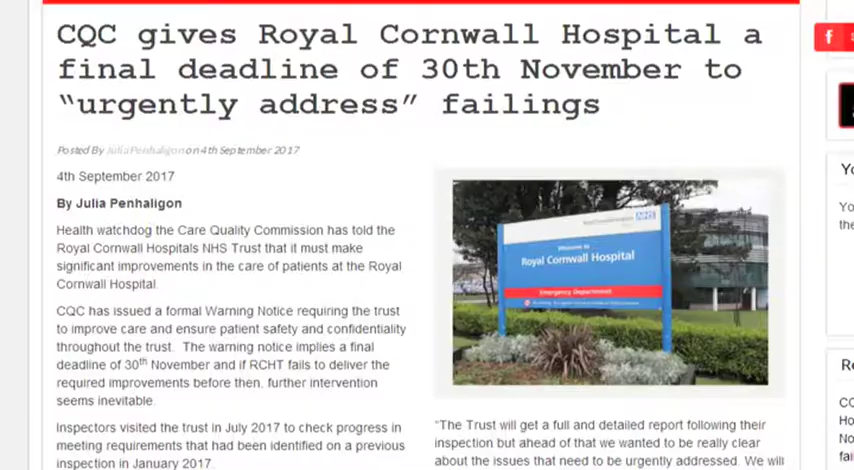 CQC gives Royal Cornwall Hospital a
final deadline of 30th November to
“urgently address” failings
Posted By Julia Penhaligon on 4th September 2017
4th September 2017
By Julia Penhaligon
Health watchdog the Care Quality Commission has told the
Royal Cornwall Hospitals NHS Trust that it must make
significant improvements in the care of patients at the Royal
Cornwall Hospital.
CQC has issued a formal Warning Notice requiring the trust
to improve care and ensure patient safety and confidentiality
throughout the trust. The warning notice implies a final
deadline of 30th November and if RCHT fails to deliver the
required improvements before then, further intervention
seems inevitable.
Inspectors visited the trust in July 2017 to check progress in
meeting requirements that had been identified on a previous
inspection in January 2017.
NHS
Welcome to
Royal Cornwall Hospital
Emergency Department
“The Trust will get a full and detailed report following their
inspection but ahead of that we wanted to be really clear
about the issues that need to be urgently addressed. We will
f
Yo
Yo
the
Re
CQ
Ho
No
fai